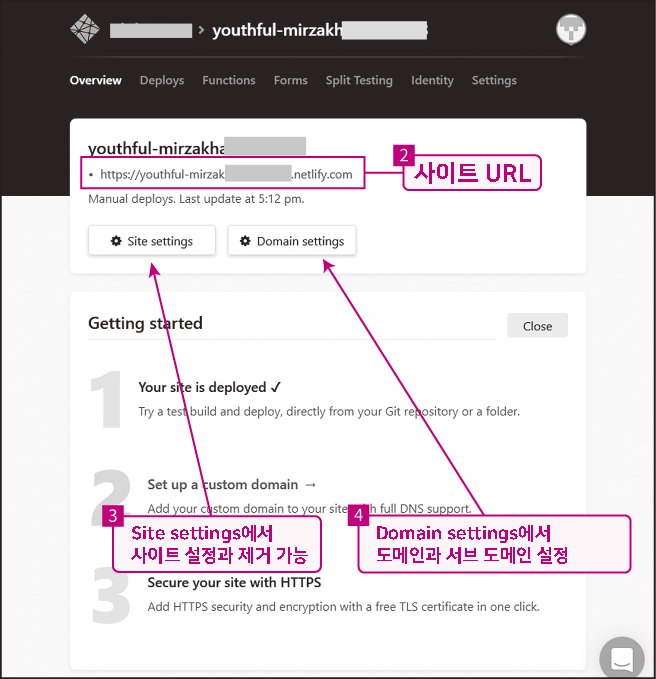 > youthful-mirzakh
Overview Deploys Functions Forms Split Testing Identity Settings
youthful-mirzakha
2
사이트 URL
• https://youthful-mirzak .netlify.com
Manual deploys. Last update at 5:12 pm.
Site settings Domain settings
Getting started
Close
1
Your site is deployed ✓
Try a test build and deploy, directly from your Git repository or a folder.
2
Set up a custom domain →
Add your custom domain to your site with full DNS support.
3
Site settings에서
사이트 설정과 제거 가능
4
Domain settings에서
도메인과 서브 도메인 설정
3
Secure your site with HTTPS
Add HTTPS security and encryption with a free TLS certificate in one click.